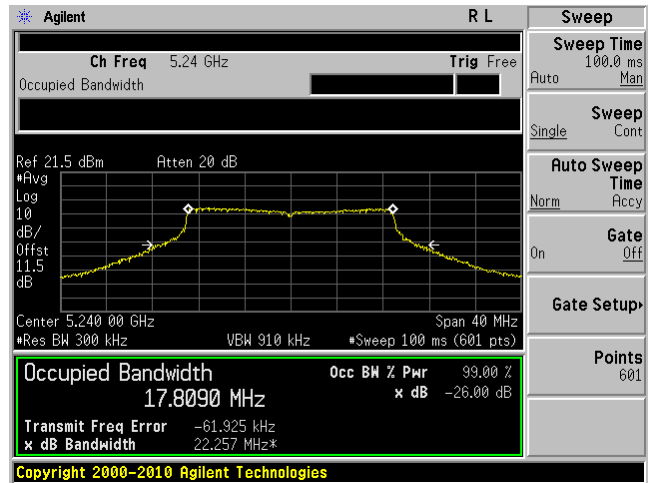 Agilent R L Sweep
Ch Freq 5.24 GHz Trig Free
Occupied Bandwidth
Sweep Time
100.0 ms
Auto Man
Sweep
Single Cont
Auto Sweep
Time
Norm Accy
Gate
On Off
Gate Setup
Points
601
Ref 21.5 dBm Atten 20 dB
#Avg
Log
10
dB/
Offst
11.5
dB
Center 5.240 00 GHz Span 40 MHz
#Res BW 300 kHz VBW 910 kHz #Sweep 100 ms (601 pts)
Occupied Bandwidth Occ BW % Pwr 99.00 %
17.8090 MHz x dB -26.00 dB
Transmit Freq Error -61.925 kHz
x dB Bandwidth 22.257 MHz*
Copyright 2000-2010 Agilent Technologies